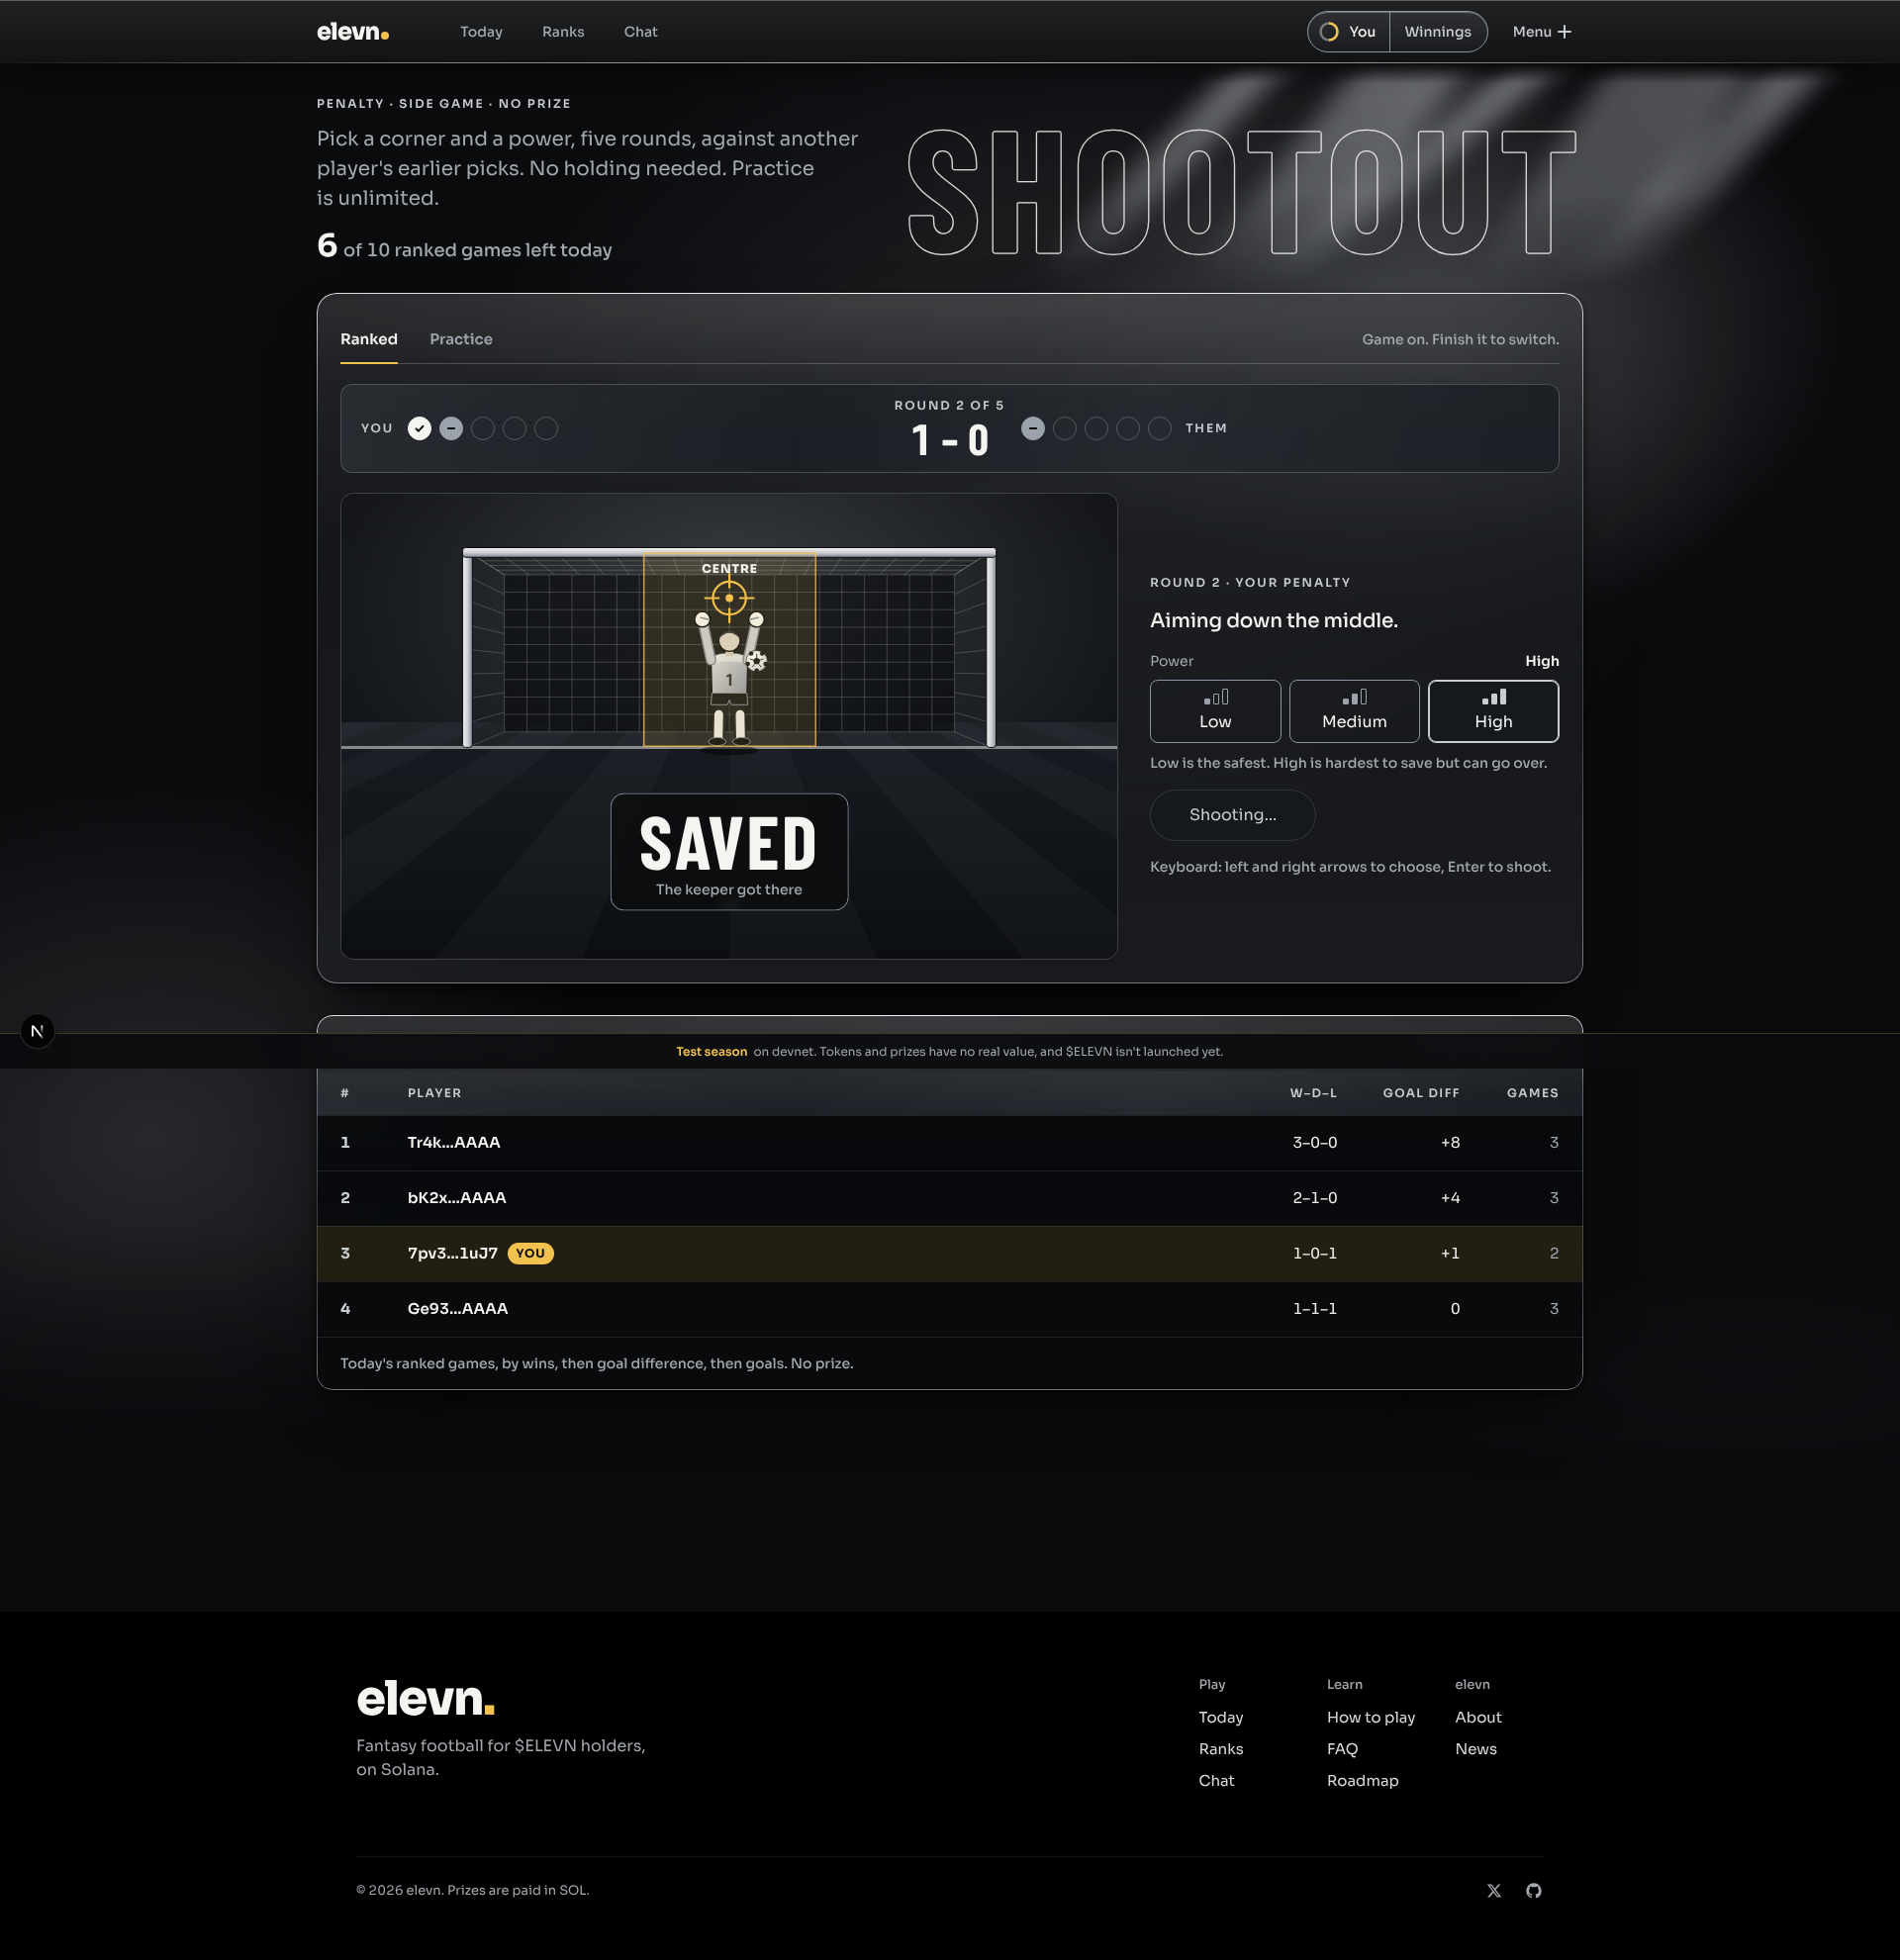 elevn.
Today
Ranks
Chat
You
Winnings
Menu
PENALTY · SIDE GAME · NO PRIZE
Pick a corner and a power, five rounds, against another
player's earlier picks. No holding needed. Practice
is unlimited.
6 of 10 ranked games left today
SHOOTOUT
Ranked
Practice
Game on. Finish it to switch.
YOU
ROUND 2 OF 5
1 - 0
THEM
CENTRE
1
SAVED
The keeper got there
ROUND 2 · YOUR PENALTY
Aiming down the middle.
Power
High
Low
Medium
High
Low is the safest. High is hardest to save but can go over.
Shooting...
Keyboard: left and right arrows to choose, Enter to shoot.
N
Test season on devnet. Tokens and prizes have no real value, and $ELEVN isn't launched yet.
# PLAYER W–D–L GOAL DIFF GAMES
1 Tr4k...AAAA 3–0–0 +8 3
2 bK2x...AAAA 2–1–0 +4 3
3 7pv3...1uJ7 YOU 1–0–1 +1 2
4 Ge93...AAAA 1–1–1 0 3
Today's ranked games, by wins, then goal difference, then goals. No prize.
elevn.
Fantasy football for $ELEVN holders,
on Solana.
Play
Today
Ranks
Chat
Learn
How to play
FAQ
Roadmap
elevn
About
News
© 2026 elevn. Prizes are paid in SOL.